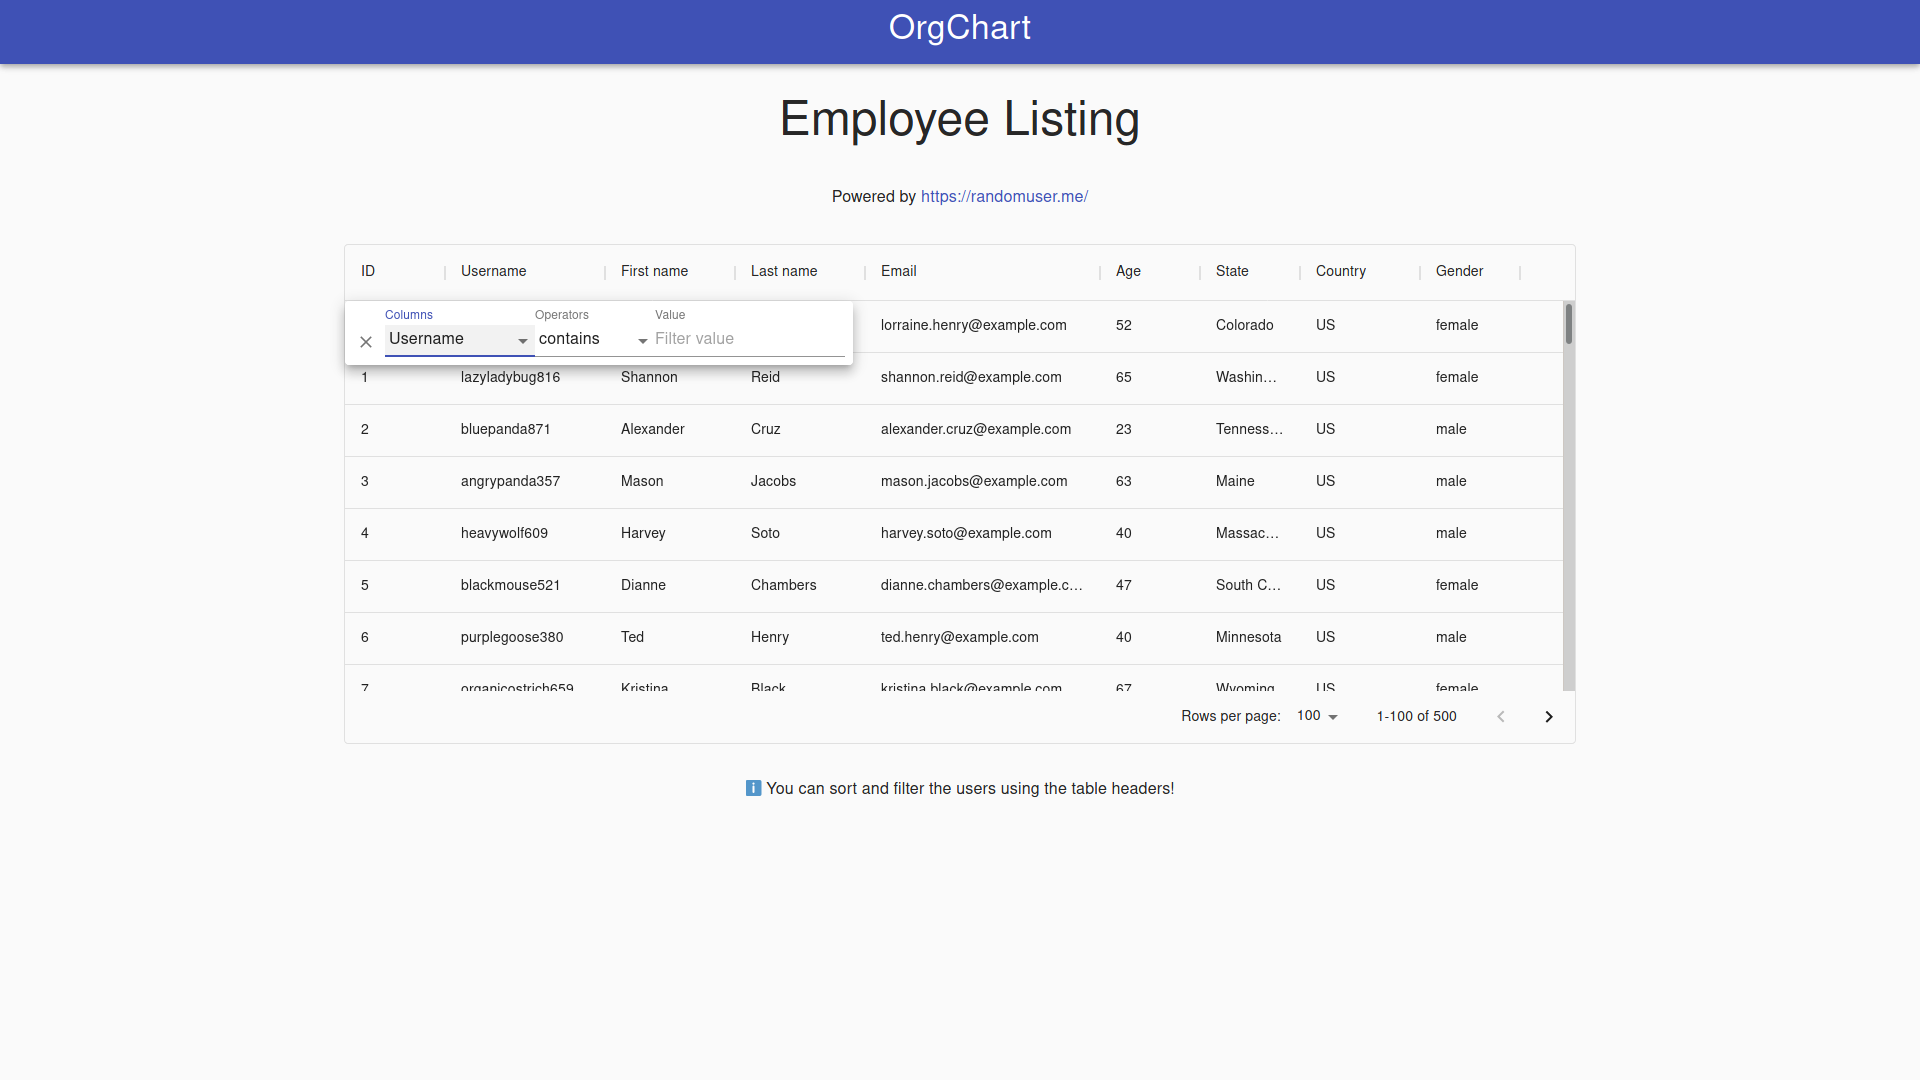 OrgChart
Employee Listing
Powered by https://randomuser.me/
ID Username First name Last name Email Age State Country Gender
Columns Operators Value
Username contains Filter value
lorraine.henry@example.com 52 Colorado US female
1 lazyladybug816 Shannon Reid shannon.reid@example.com 65 Washin... US female
2 bluepanda871 Alexander Cruz alexander.cruz@example.com 23 Tenness... US male
3 angrypanda357 Mason Jacobs mason.jacobs@example.com 63 Maine US male
4 heavywolf609 Harvey Soto harvey.soto@example.com 40 Massac... US male
5 blackmouse521 Dianne Chambers dianne.chambers@example.c... 47 South C... US female
6 purplegoose380 Ted Henry ted.henry@example.com 40 Minnesota US male
7 organicostrich659 Kristina Black kristina.black@example.com 67 Wyoming US female
Rows per page: 100 1-100 of 500
ℹ️ You can sort and filter the users using the table headers!